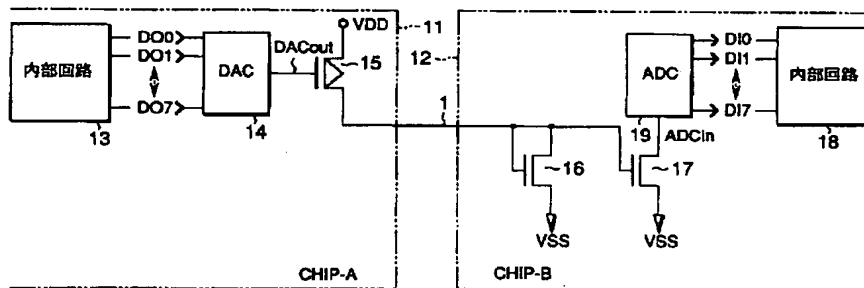 内部回路
13
DO0
DO1
DO7
DAC
14
DACout
VDD
15
11
CHIP-A
1
12
CHIP-B
16
VSS
17
VSS
ADC
19
ADCin
DI0
DI1
DI7
内部回路
18